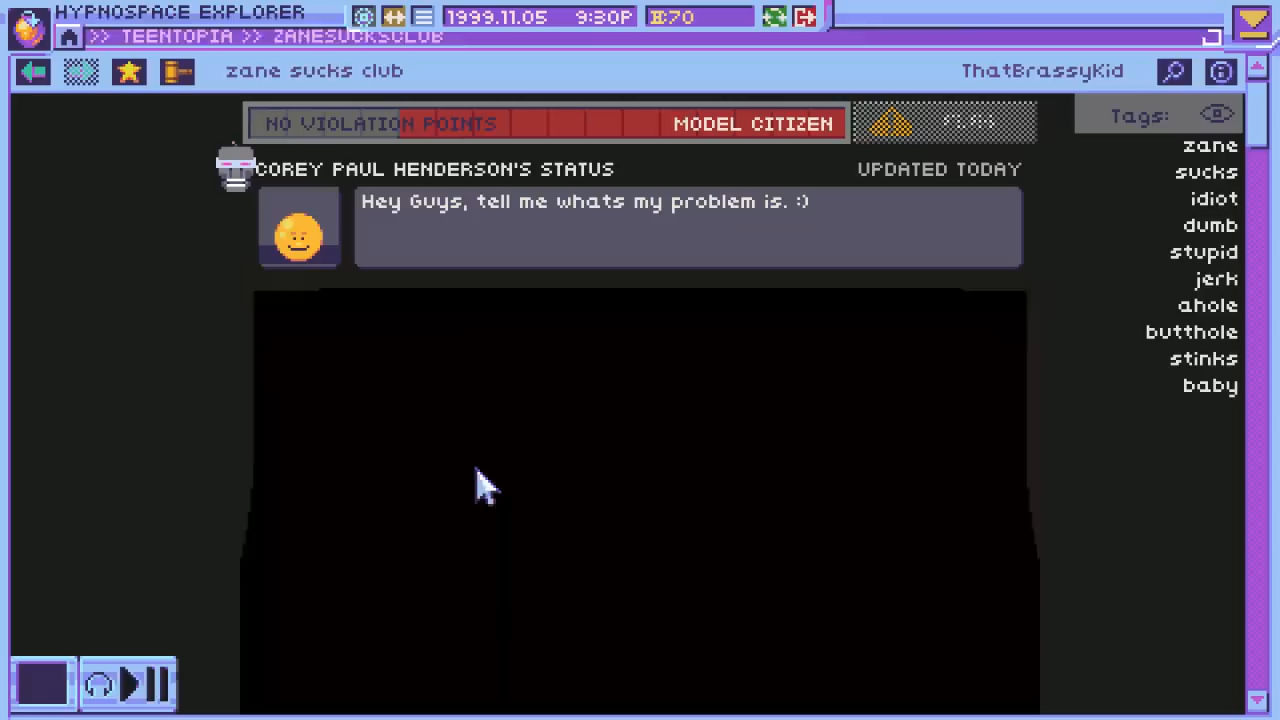 HYPNOSPACE EXPLORER
1999.11.05 9:30P
70
>> TEENTOPIA >> ZANESUCKSCLUB
zane sucks club
ThatBrassyKid
NO VIOLATION POINTS
MODEL CITIZEN
Tags:
zane
sucks
idiot
dumb
stupid
jerk
ahole
butthole
stinks
baby
COREY PAUL HENDERSON'S STATUS
UPDATED TODAY
Hey Guys, tell me whats my problem is. :)